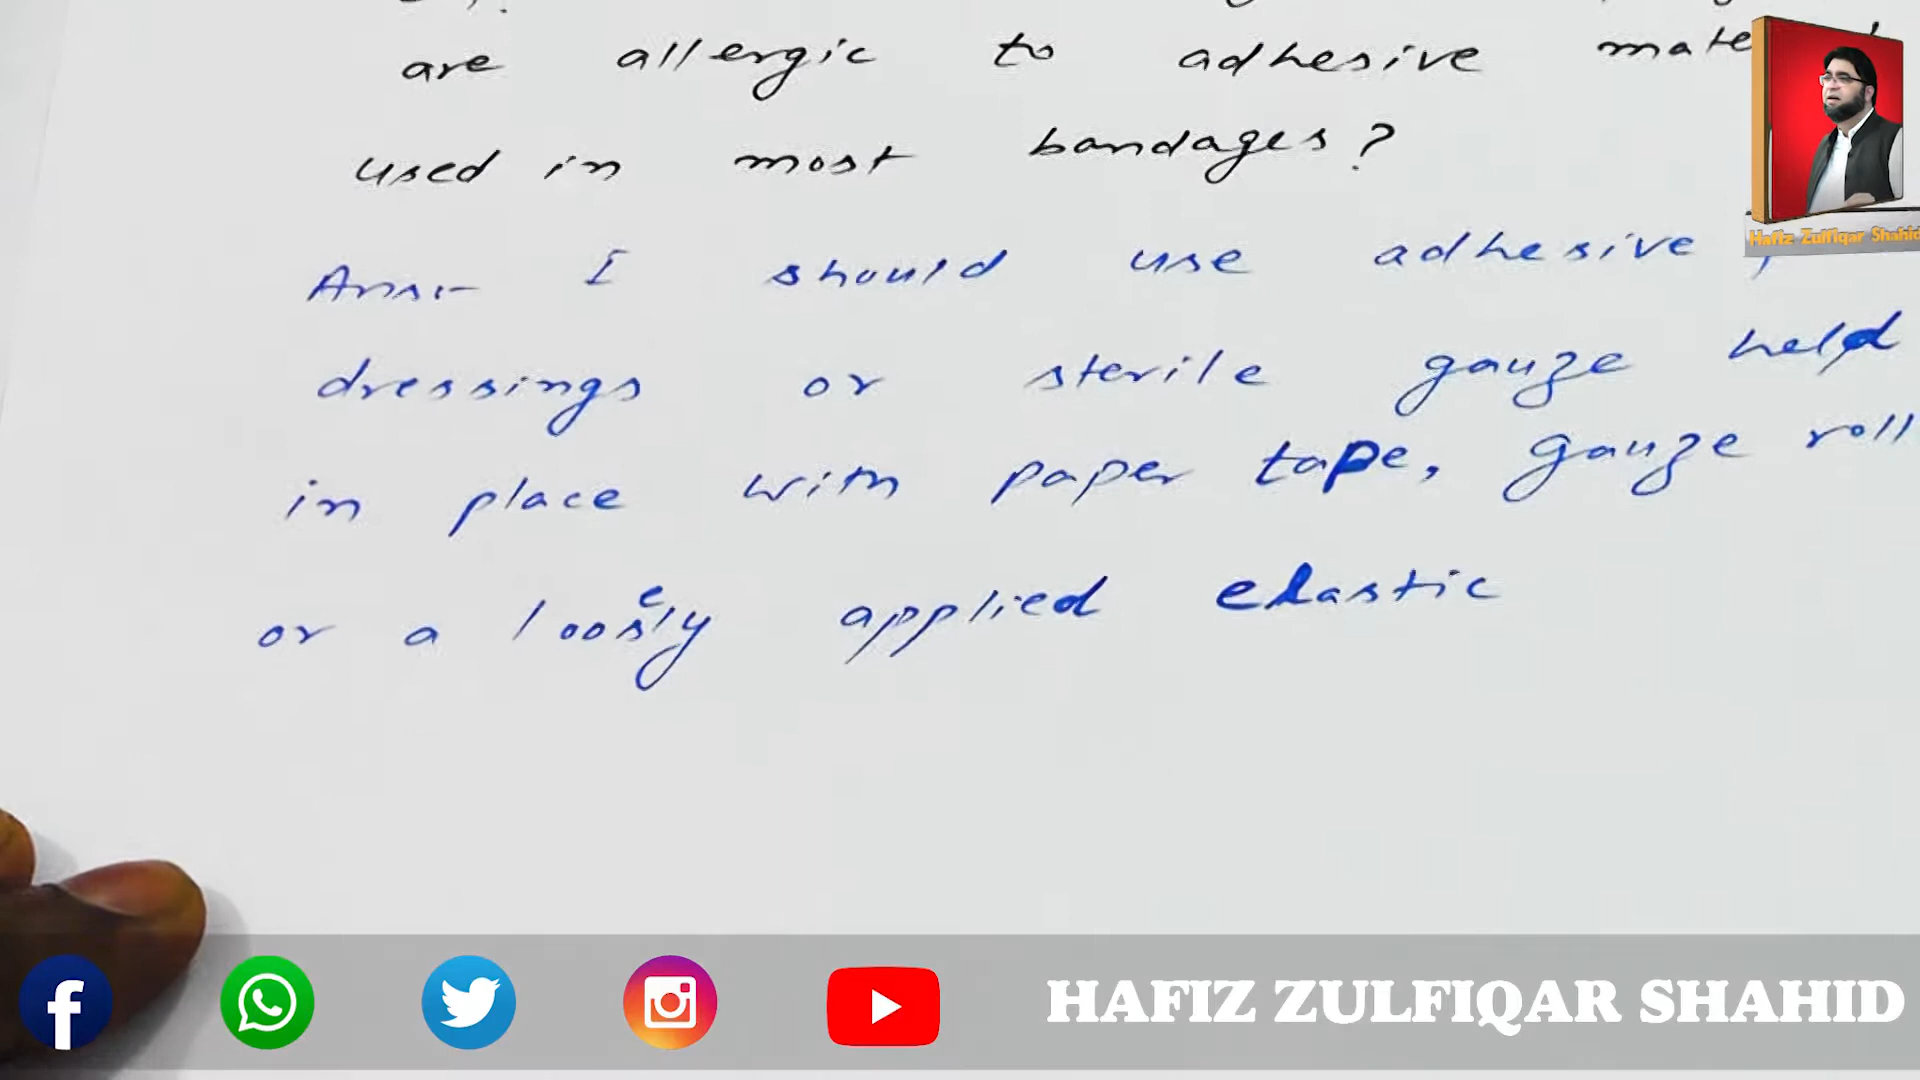 are allergic to adhesive
used in most bandages?
Ans:- I should use adhesive
dressings or sterile gauze held
in place with paper tape, gauze roll
or a loosely applied elastic
Hafiz Zulfiqar Shahid
HAFIZ ZULFIQAR SHAHID